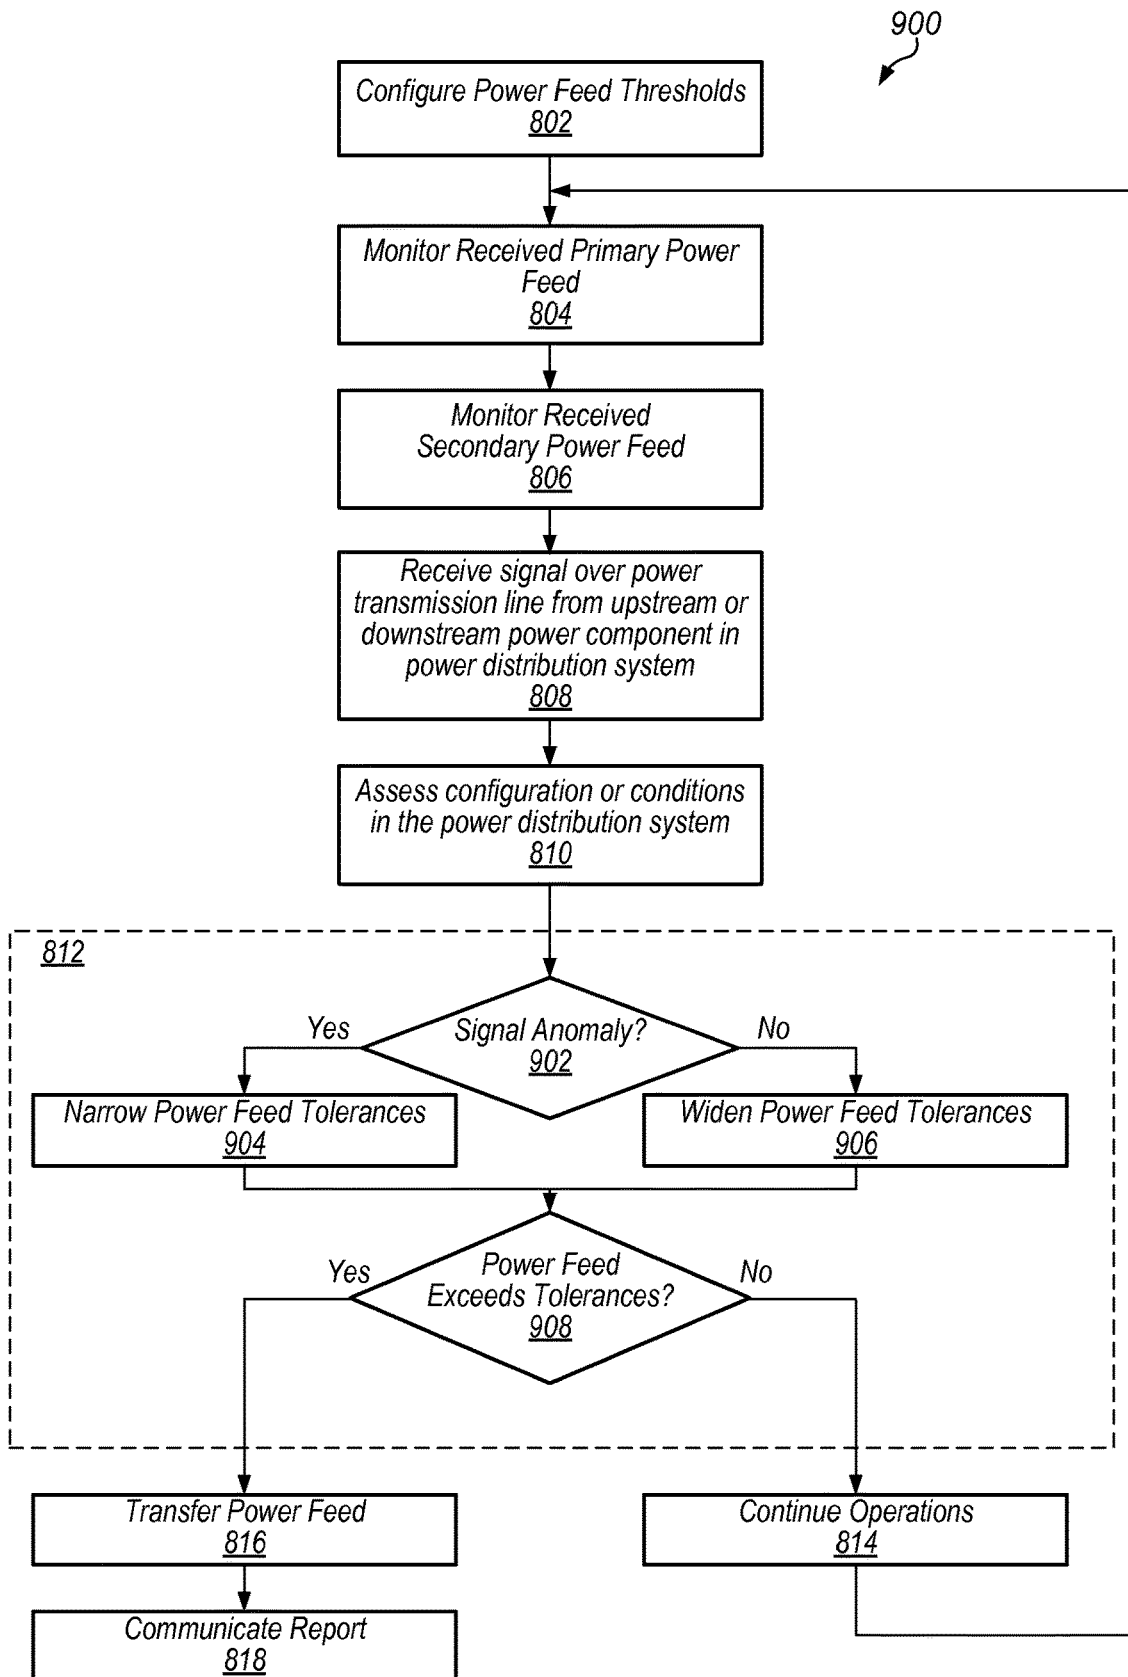 900
Configure Power Feed Thresholds
802
Monitor Received Primary Power
Feed
804
Monitor Received
Secondary Power Feed
806
Receive signal over power
transmission line from upstream or
downstream power component in
power distribution system
808
Assess configuration or conditions
in the power distribution system
810
812
Yes
Signal Anomaly?
902
No
Narrow Power Feed Tolerances
904
Widen Power Feed Tolerances
906
Yes
Power Feed
Exceeds Tolerances?
908
No
Transfer Power Feed
816
Continue Operations
814
Communicate Report
818